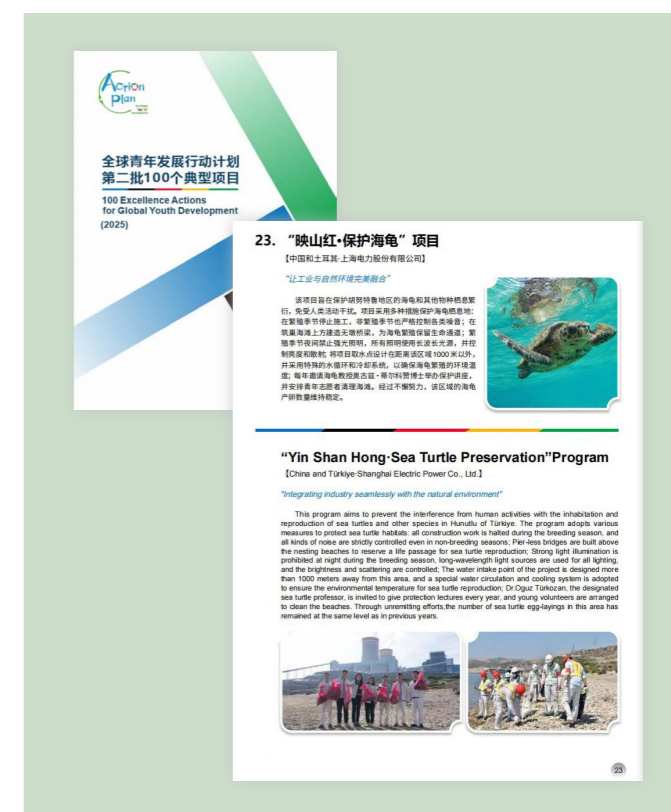 Action
Plan
全球青年发展行动计划
第二批100个典型项目
100 Excellence Actions
for Global Youth Development
(2025)
23. “映山红·保护海龟”项目
【中国和土耳其·上海电力股份有限公司】
“让工业与自然环境完美融合”
该项目旨在保护胡努特鲁地区的海龟和其他物种栖息繁
衍，免受人类活动干扰。项目采用多种措施保护海龟栖息地：
在繁殖季节停止施工，非繁殖季节也严格控制各类噪音；在
筑巢海滩上方建造无墩桥梁，为海龟繁殖保留生命通道；繁
殖季节夜间禁止强光照明，所有照明使用长波长光源，并控
制亮度和散射；将项目取水点设计在距离该区域1000米以外，
并采用特殊的水循环和冷却系统，以确保海龟繁殖的环境温
度；每年邀请海龟教授奥古兹·蒂尔科赞博士举办保护讲座，
并安排青年志愿者清理海滩。经过不懈努力，该区域的海龟
产卵数量维持稳定。
“Yin Shan Hong·Sea Turtle Preservation”Program
【China and Türkiye·Shanghai Electric Power Co., Ltd.】
"Integrating industry seamlessly with the natural environment"
This program aims to prevent the interference from human activities with the inhabitation and
reproduction of sea turtles and other species in Hunutlu of Türkiye. The program adopts various
measures to protect sea turtle habitats: all construction work is halted during the breeding season, and
all kinds of noise are strictly controlled even in non-breeding seasons; Pier-less bridges are built above
the nesting beaches to reserve a life passage for sea turtle reproduction; Strong light illumination is
prohibited at night during the breeding season, long-wavelength light sources are used for all lighting,
and the brightness and scattering are controlled; The water intake point of the project is designed more
than 1000 meters away from this area, and a special water circulation and cooling system is adopted
to ensure the environmental temperature for sea turtle reproduction; Dr.Oguz Türkozan, the designated
sea turtle professor, is invited to give protection lectures every year, and young volunteers are arranged
to clean the beaches. Through unremitting efforts,the number of sea turtle egg-layings in this area has
remained at the same level as in previous years.
23